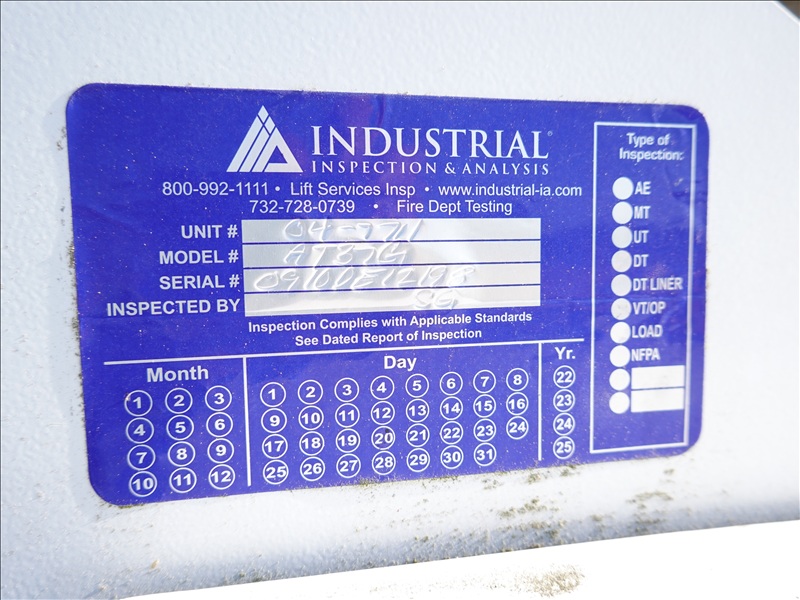 INDUSTRIAL
INSPECTION & ANALYSIS
800-992-1111 • Lift Services Insp • www.industrial-ia.com
732-728-0739 • Fire Dept Testing
UNIT #
MODEL # AT37G
SERIAL #
INSPECTED BY SG
Inspection Complies with Applicable Standards
See Dated Report of Inspection
Month
1 2 3
4 5 6
7 8 9
10 11 12
Day
1 2 3 4 5 6 7 8
9 10 11 12 13 14 15 16
17 18 19 20 21 22 23 24
25 26 27 28 29 30 31
Yr.
22
23
24
25
Type of
Inspection:
AE
MT
UT
DT
DT LINER
VT/OP
LOAD
NFPA